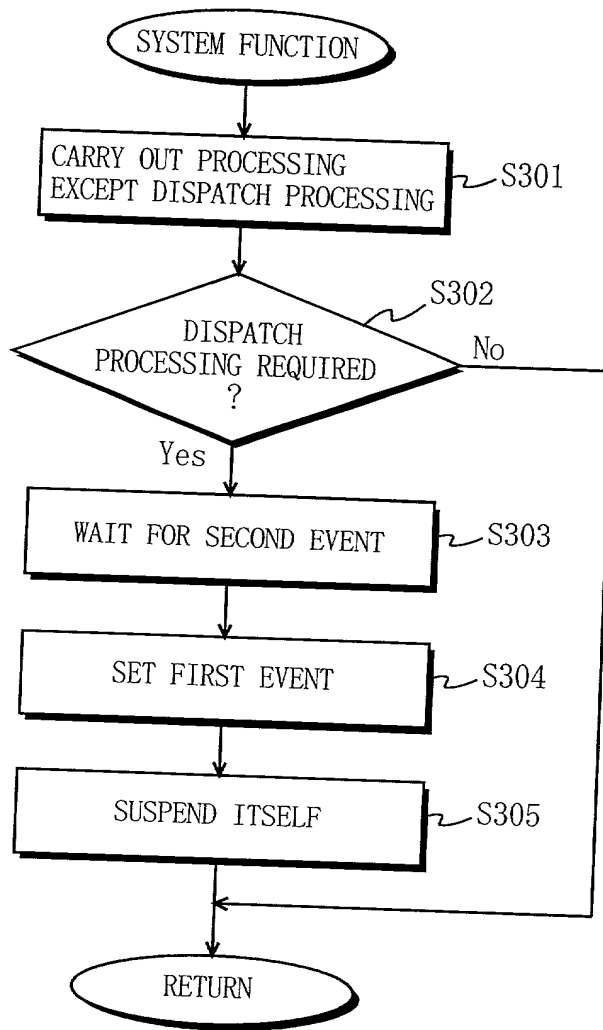 SYSTEM FUNCTION
CARRY OUT PROCESSING
EXCEPT DISPATCH PROCESSING
S301
S302
DISPATCH
PROCESSING REQUIRED
?
No
Yes
WAIT FOR SECOND EVENT
S303
SET FIRST EVENT
S304
SUSPEND ITSELF
S305
RETURN